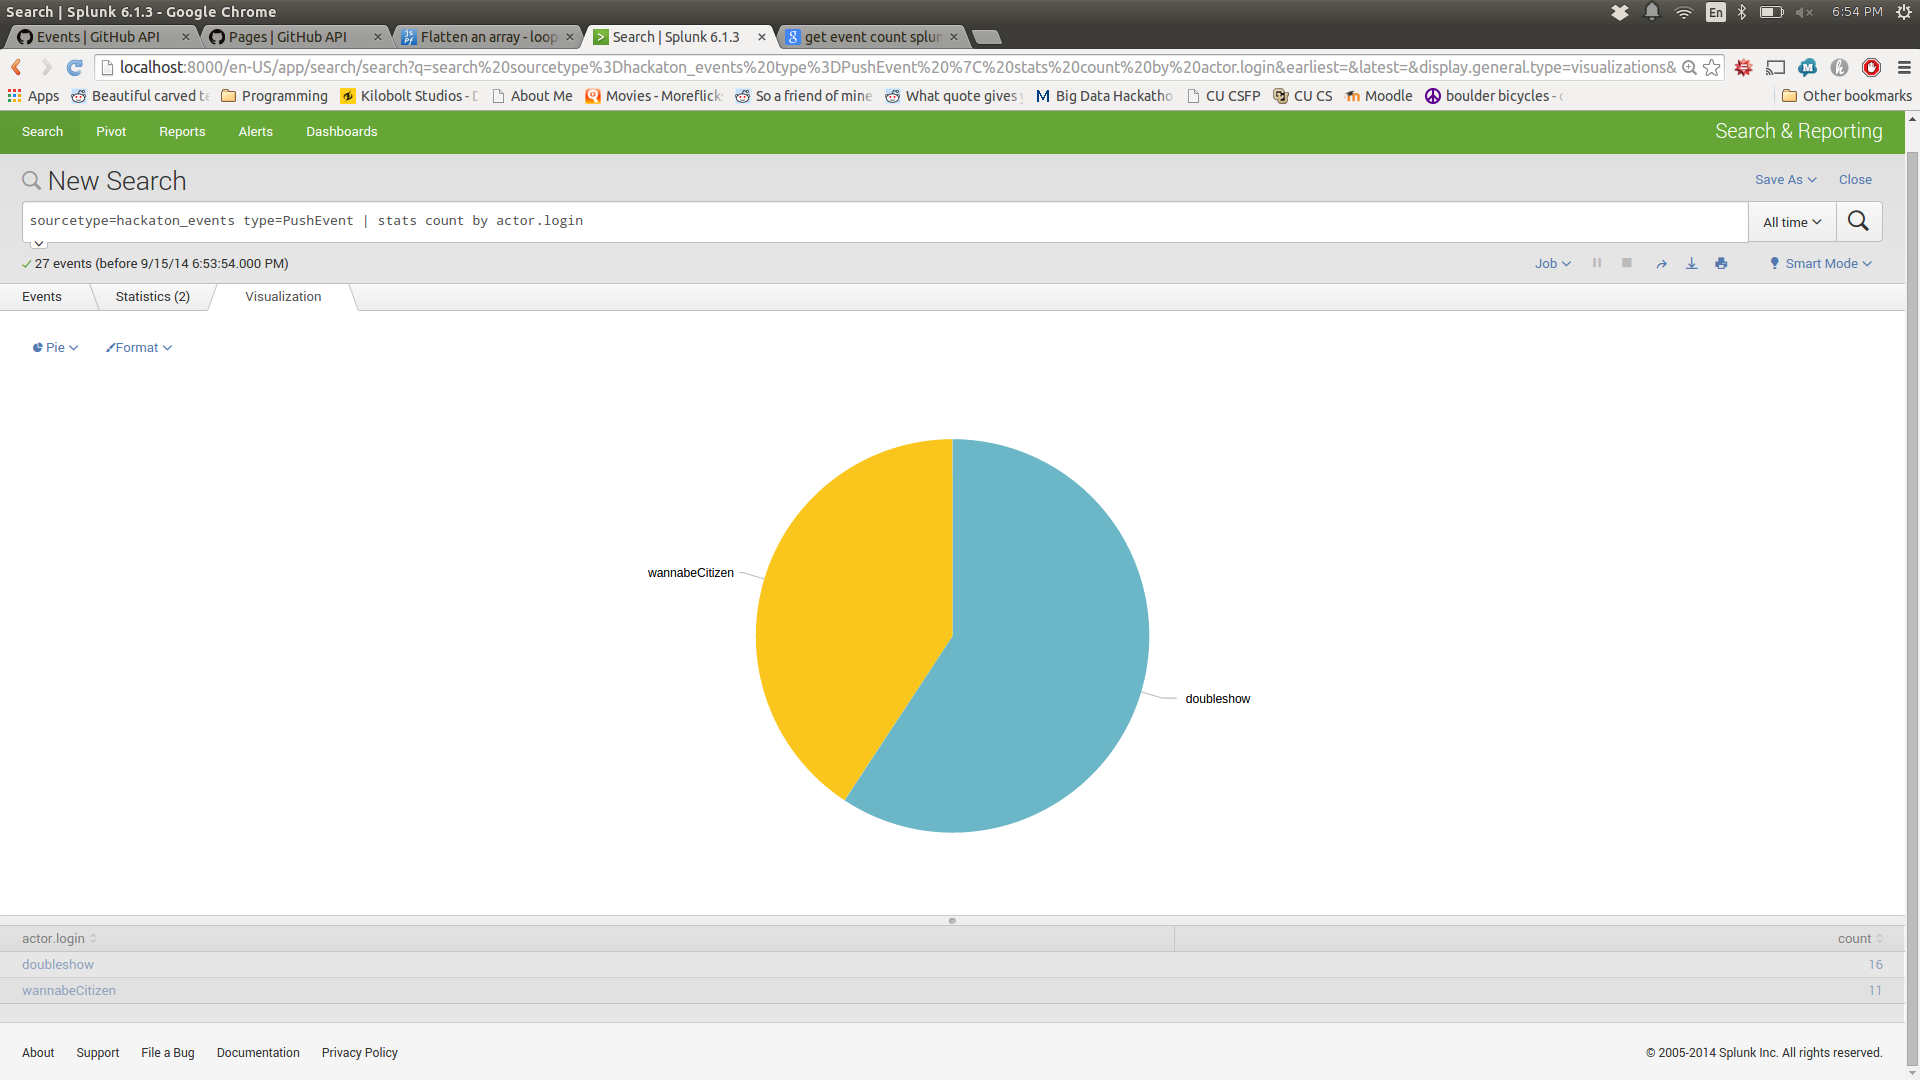 Search | Splunk 6.1.3 - Google Chrome
En
6:54 PM
Events | GitHub API
Pages | GitHub API
Flatten an array - loop
Search | Splunk 6.1.3
get event count splun
localhost:8000/en-US/app/search/search?q=search%20sourcetype%3Dhackaton_events%20type%3DPushEvent%20%7C%20stats%20count%20by%20actor.login&earliest=&latest=&display.general.type=visualizations&
Apps
Beautiful carved te
Programming
Kilobolt Studios - D
About Me
Movies - Moreflick
So a friend of mine
What quote gives y
M Big Data Hackatho
CU CSFP
CU CS
Moodle
boulder bicycles - c
Other bookmarks
Search Pivot Reports Alerts Dashboards
Search & Reporting
New Search
Save As
Close
sourcetype=hackaton_events type=PushEvent | stats count by actor.login
All time
27 events (before 9/15/14 6:53:54.000 PM)
Job
Smart Mode
Events
Statistics (2)
Visualization
Pie
Format
wannabeCitizen
doubleshow
actor.login count
doubleshow 16
wannabeCitizen 11
About Support File a Bug Documentation Privacy Policy
© 2005-2014 Splunk Inc. All rights reserved.